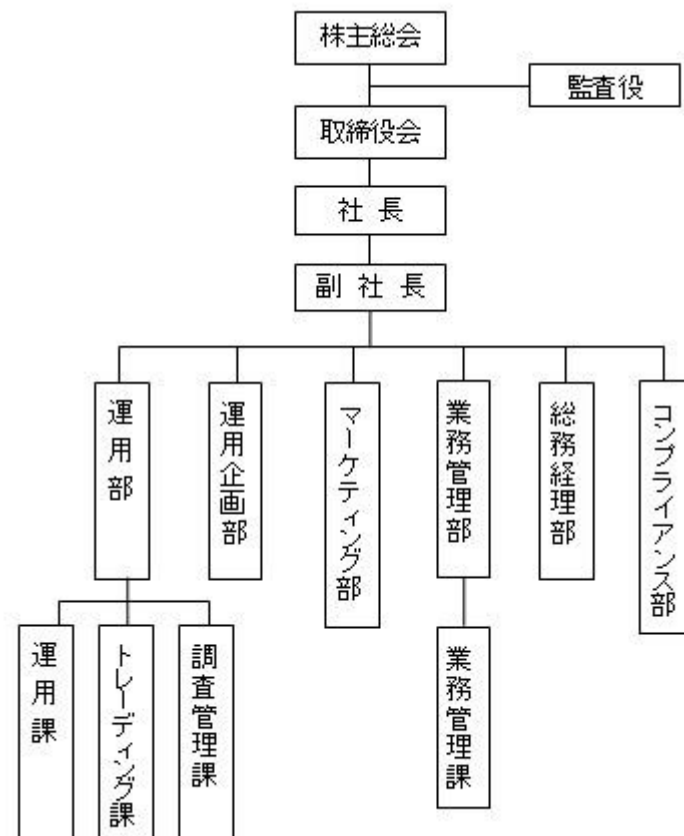 株主総会
監査役
取締役会
社 長
副 社 長
運用部
運用企画部
マーケティング部
業務管理部
総務経理部
コンプライアンス部
運用課
トレーディング課
調査管理課
業務管理課